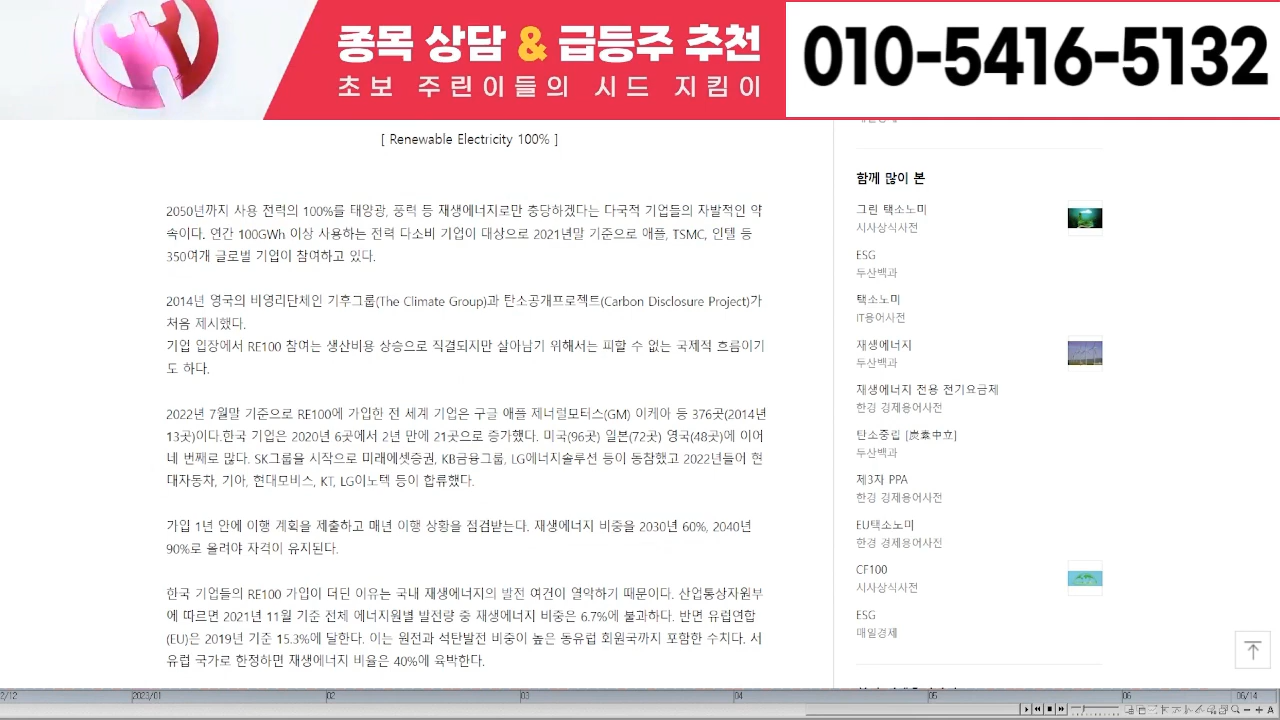 종목 상담 & 급등주 추천
초보 주린이들의 시드 지킴이
010-5416-5132
[ Renewable Electricity 100% ]
2050년까지 사용 전력의 100%를 태양광, 풍력 등 재생에너지로만 충당하겠다는 다국적 기업들의 자발적인 약
속이다. 연간 100GWh 이상 사용하는 전력 다소비 기업이 대상으로 2021년말 기준으로 애플, TSMC, 인텔 등
350여개 글로벌 기업이 참여하고 있다.
2014년 영국의 비영리단체인 기후그룹(The Climate Group)과 탄소공개프로젝트(Carbon Disclosure Project)가
처음 제시했다.
기업 입장에서 RE100 참여는 생산비용 상승으로 직결되지만 살아남기 위해서는 피할 수 없는 국제적 흐름이기
도 하다.
2022년 7월말 기준으로 RE100에 가입한 전 세계 기업은 구글 애플 제너럴모터스(GM) 이케아 등 376곳(2014년
13곳)이다.한국 기업은 2020년 6곳에서 2년 만에 21곳으로 증가했다. 미국(96곳) 일본(72곳) 영국(48곳)에 이어
네 번째로 많다. SK그룹을 시작으로 미래에셋증권, KB금융그룹, LG에너지솔루션 등이 동참했고 2022년들어 현
대자동차, 기아, 현대모비스, KT, LG이노텍 등이 합류했다.
가입 1년 안에 이행 계획을 제출하고 매년 이행 상황을 점검받는다. 재생에너지 비중을 2030년 60%, 2040년
90%로 올려야 자격이 유지된다.
한국 기업들의 RE100 가입이 더딘 이유는 국내 재생에너지의 발전 여건이 열악하기 때문이다. 산업통상자원부
에 따르면 2021년 11월 기준 전체 에너지원별 발전량 중 재생에너지 비중은 6.7%에 불과하다. 반면 유럽연합
(EU)은 2019년 기준 15.3%에 달한다. 이는 원전과 석탄발전 비중이 높은 동유럽 회원국까지 포함한 수치다. 서
유럽 국가로 한정하면 재생에너지 비율은 40%에 육박한다.
함께 많이 본
그린 택소노미
시사상식사전
ESG
두산백과
택소노미
IT용어사전
재생에너지
두산백과
재생에너지 전용 전기요금제
한경 경제용어사전
탄소중립 [炭素中立]
두산백과
제3자 PPA
한경 경제용어사전
EU택소노미
한경 경제용어사전
CF100
시사상식사전
ESG
매일경제
2/12 2023/01 02 03 04 05 06 06/14